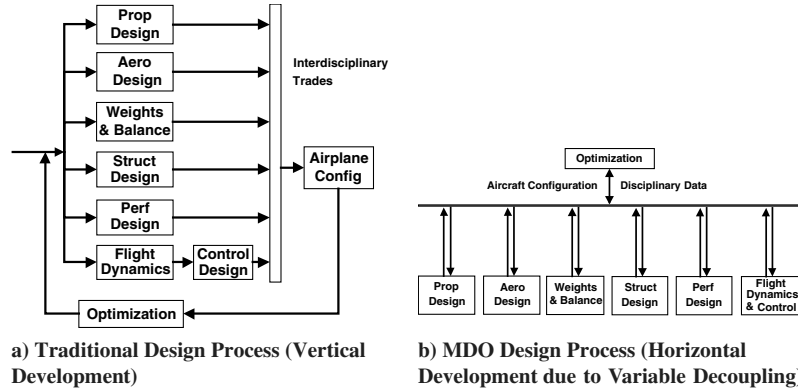 Prop
Design
Aero
Design
Weights
& Balance
Struct
Design
Perf
Design
Flight
Dynamics
Control
Design
Interdisciplinary
Trades
Airplane
Config
Optimization
a) Traditional Design Process (Vertical
Development)
Optimization
Aircraft Configuration
Disciplinary Data
Prop
Design
Aero
Design
Weights
& Balance
Struct
Design
Perf
Design
Flight
Dynamics
& Control
b) MDO Design Process (Horizontal
Development due to Variable Decoupling)